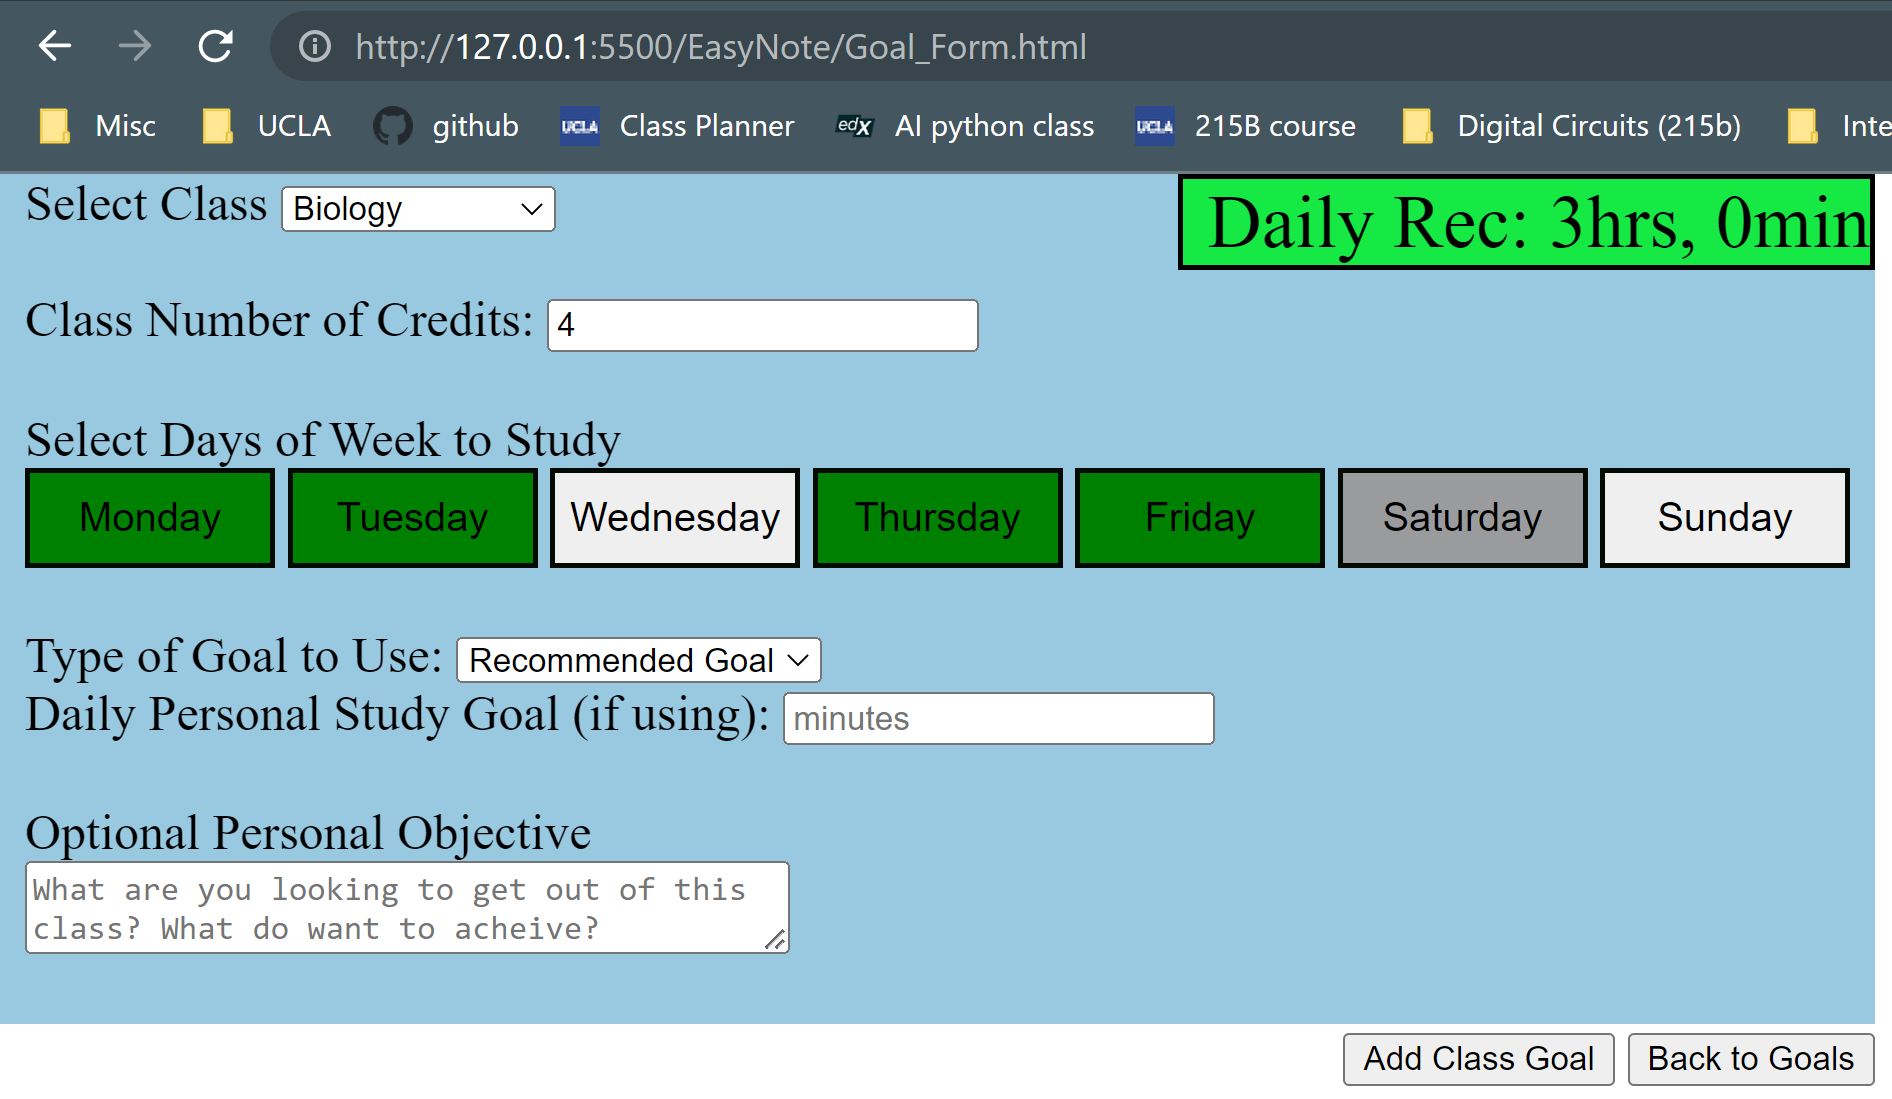 http://127.0.0.1:5500/EasyNote/Goal_Form.html
Misc UCLA github UCLA Class Planner edX AI python class UCLA 215B course Digital Circuits (215b) Inte
Select Class Biology
Daily Rec: 3hrs, 0min
Class Number of Credits: 4
Select Days of Week to Study
Monday Tuesday Wednesday Thursday Friday Saturday Sunday
Type of Goal to Use: Recommended Goal
Daily Personal Study Goal (if using): minutes
Optional Personal Objective
What are you looking to get out of this
class? What do want to acheive?
Add Class Goal Back to Goals